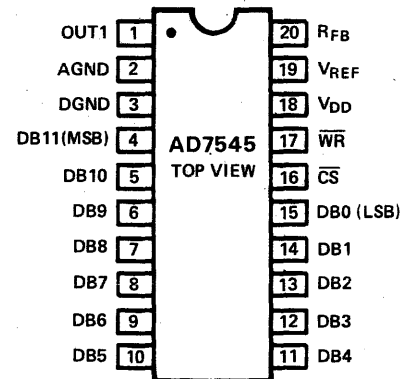 OUT1 1 20 RFB
AGND 2 19 VREF
DGND 3 18 VDD
DB11(MSB) 4 AD7545 17 WR
DB10 5 TOP VIEW 16 CS
DB9 6 15 DB0 (LSB)
DB8 7 14 DB1
DB7 8 13 DB2
DB6 9 12 DB3
DB5 10 11 DB4